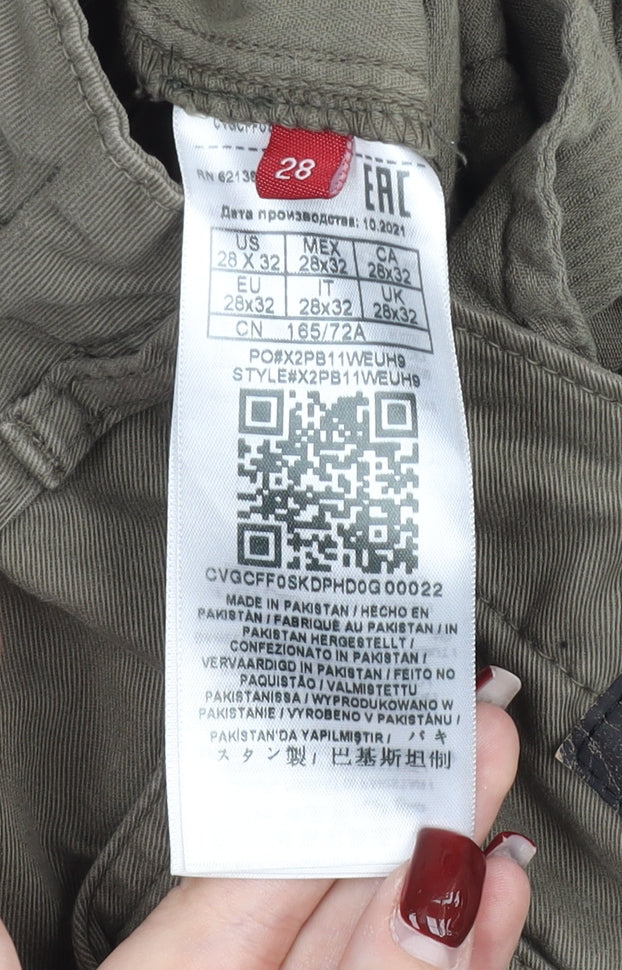 28
RN 62136
EAC
Дата производства: 10.2021
US MEX CA
28 X 32 28x32 28x32
EU IT UK
28x32 28x32 28x32
CN 165/72A
PO#X2PB11WEUH9
STYLE#X2PB11WEUH9
CVGCFF0SKDPHD0G00022
MADE IN PAKISTAN / HECHO EN
PAKISTÁN / FABRIQUÉ AU PAKISTAN / IN
PAKISTAN HERGESTELLT /
CONFEZIONATO IN PAKISTAN /
VERVAARDIGD IN PAKISTAN / FEITO NO
PAQUISTÃO / VALMISTETTU
PAKISTANISSA / WYPRODUKOWANO W
PAKISTANIE / VYROBENO V PAKISTÁNU /
PAKISTAN'DA YAPILMIŞTIR / パキ
スタン製 / 巴基斯坦制